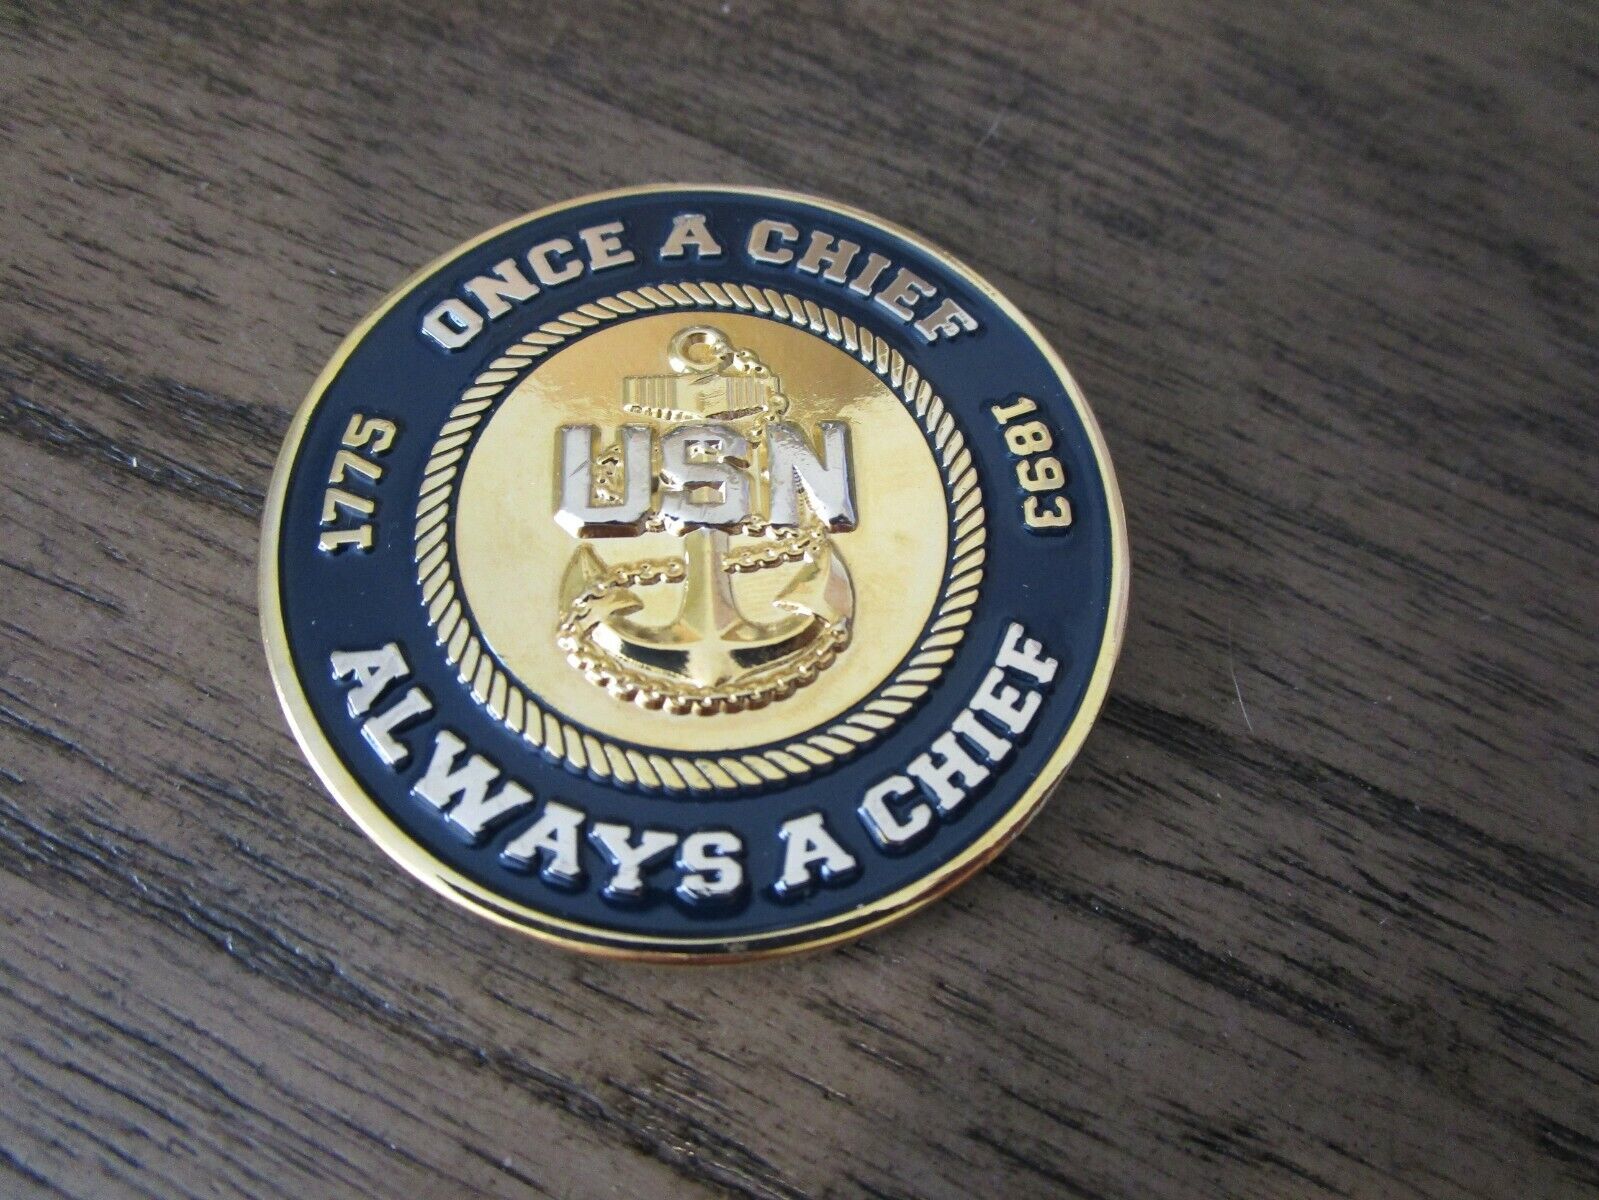 ONCE A CHIEF
1775
USN
1893
ALWAYS A CHIEF